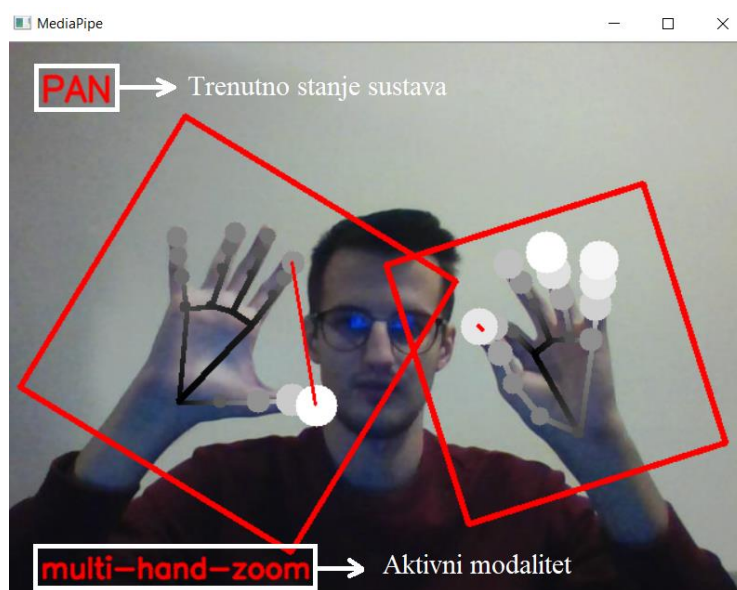 MediaPipe
PAN
Trenutno stanje sustava
multi-hand-zoom
Aktivni modalitet